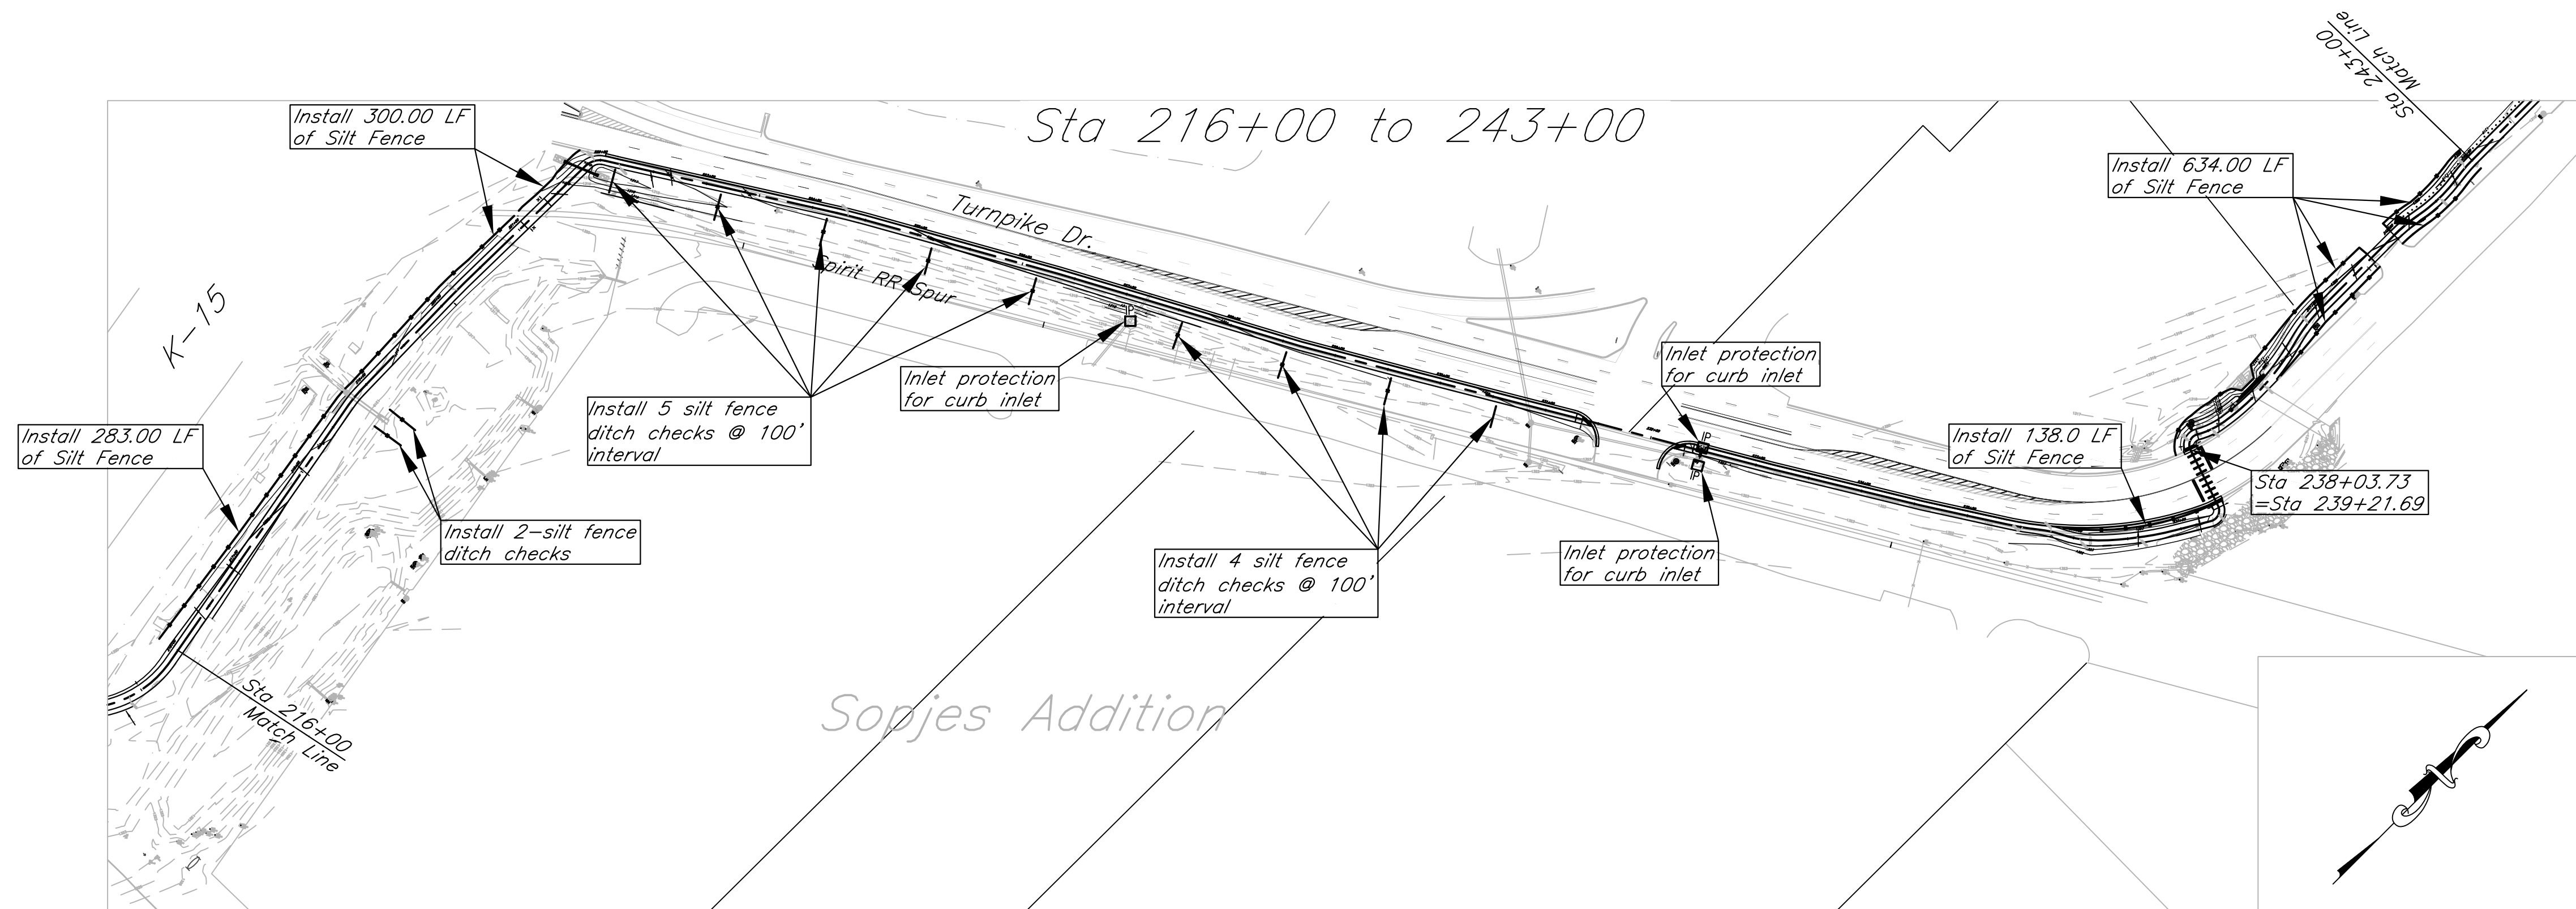 Sta 216+00 to 243+00
Sta 243+00
Match Line
Install 300.00 LF
of Silt Fence
Install 634.00 LF
of Silt Fence
Turnpike Dr.
Spirit RR Spur
K-15
IP
Inlet protection
for curb inlet
Inlet protection
for curb inlet
Install 5 silt fence
ditch checks @ 100'
interval
Install 283.00 LF
of Silt Fence
IP
IP
Install 138.0 LF
of Silt Fence
Sta 238+03.73
=Sta 239+21.69
Install 2-silt fence
ditch checks
Install 4 silt fence
ditch checks @ 100'
interval
Inlet protection
for curb inlet
Sta 216+00
Match Line
Sopjes Addition